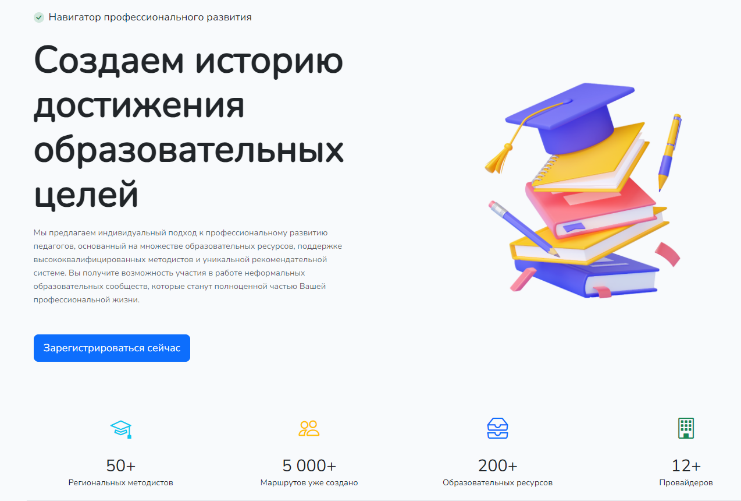 Навигатор профессионального развития
Создаем историю
достижения
образовательных
целей
Мы предлагаем индивидуальный подход к профессиональному развитию
педагогов, основанный на множестве образовательных ресурсов, поддержке
высококвалифицированных методистов и уникальной рекомендательной
системе. Вы получите возможность участия в работе неформальных
образовательных сообществ, которые станут полноценной частью Вашей
профессиональной жизни.
Зарегистрироваться сейчас
50+ 5 000+ 200+ 12+
Региональных методистов Маршрутов уже создано Образовательных ресурсов Провайдеров